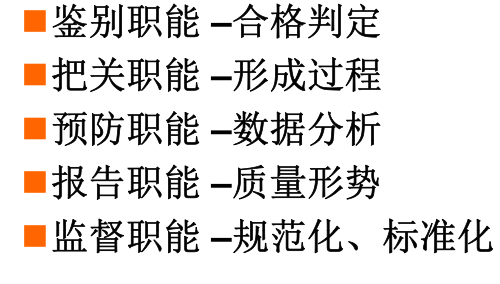 ■鉴别职能 –合格判定
■把关职能 –形成过程
■预防职能 –数据分析
■报告职能 –质量形势
■监督职能 –规范化、标准化